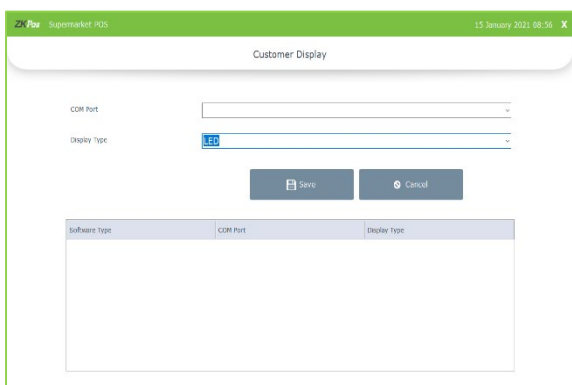 ZKPos Supermarket POS 15 January 2021 08:56 X
Customer Display
COM Port
Display Type LED
Save Cancel
Software Type COM Port Display Type